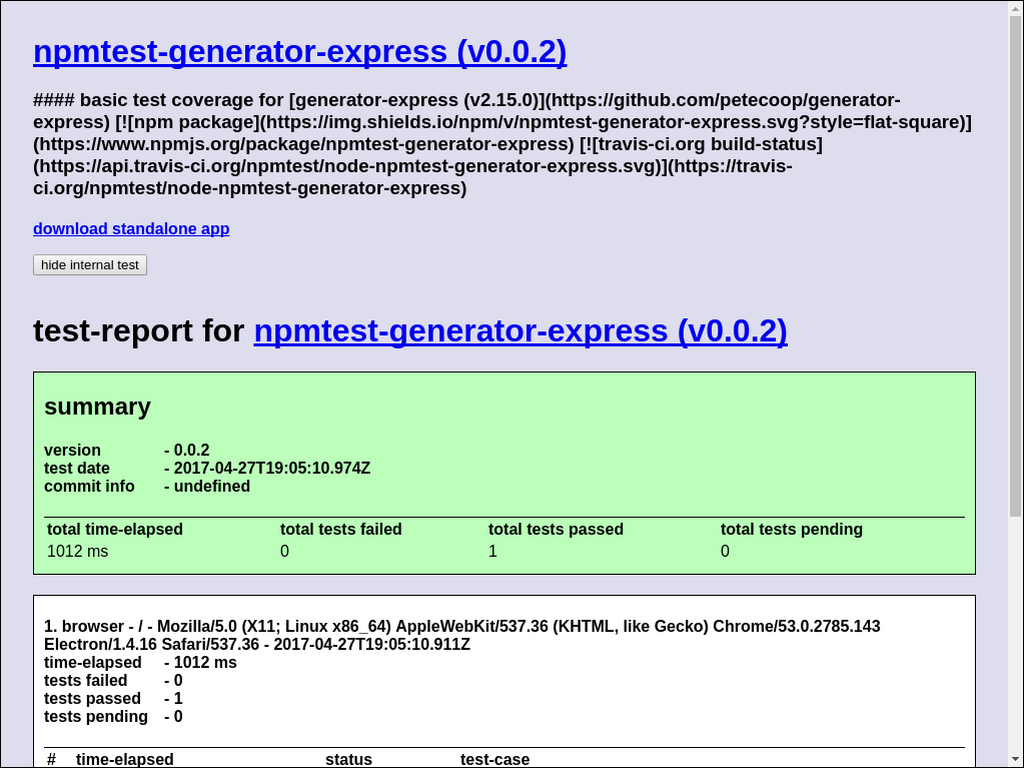 npmtest-generator-express (v0.0.2)
#### basic test coverage for [generator-express (v2.15.0)](https://github.com/petecoop/generator-
express) [![npm package](https://img.shields.io/npm/v/npmtest-generator-express.svg?style=flat-square)]
(https://www.npmjs.org/package/npmtest-generator-express) [![travis-ci.org build-status]
(https://api.travis-ci.org/npmtest/node-npmtest-generator-express.svg)](https://travis-
ci.org/npmtest/node-npmtest-generator-express)
download standalone app
hide internal test
test-report for npmtest-generator-express (v0.0.2)
summary
version - 0.0.2
test date - 2017-04-27T19:05:10.974Z
commit info - undefined
total time-elapsed total tests failed total tests passed total tests pending
1012 ms 0 1 0
1. browser - / - Mozilla/5.0 (X11; Linux x86_64) AppleWebKit/537.36 (KHTML, like Gecko) Chrome/53.0.2785.143
Electron/1.4.16 Safari/537.36 - 2017-04-27T19:05:10.911Z
time-elapsed - 1012 ms
tests failed - 0
tests passed - 1
tests pending - 0
# time-elapsed status test-case